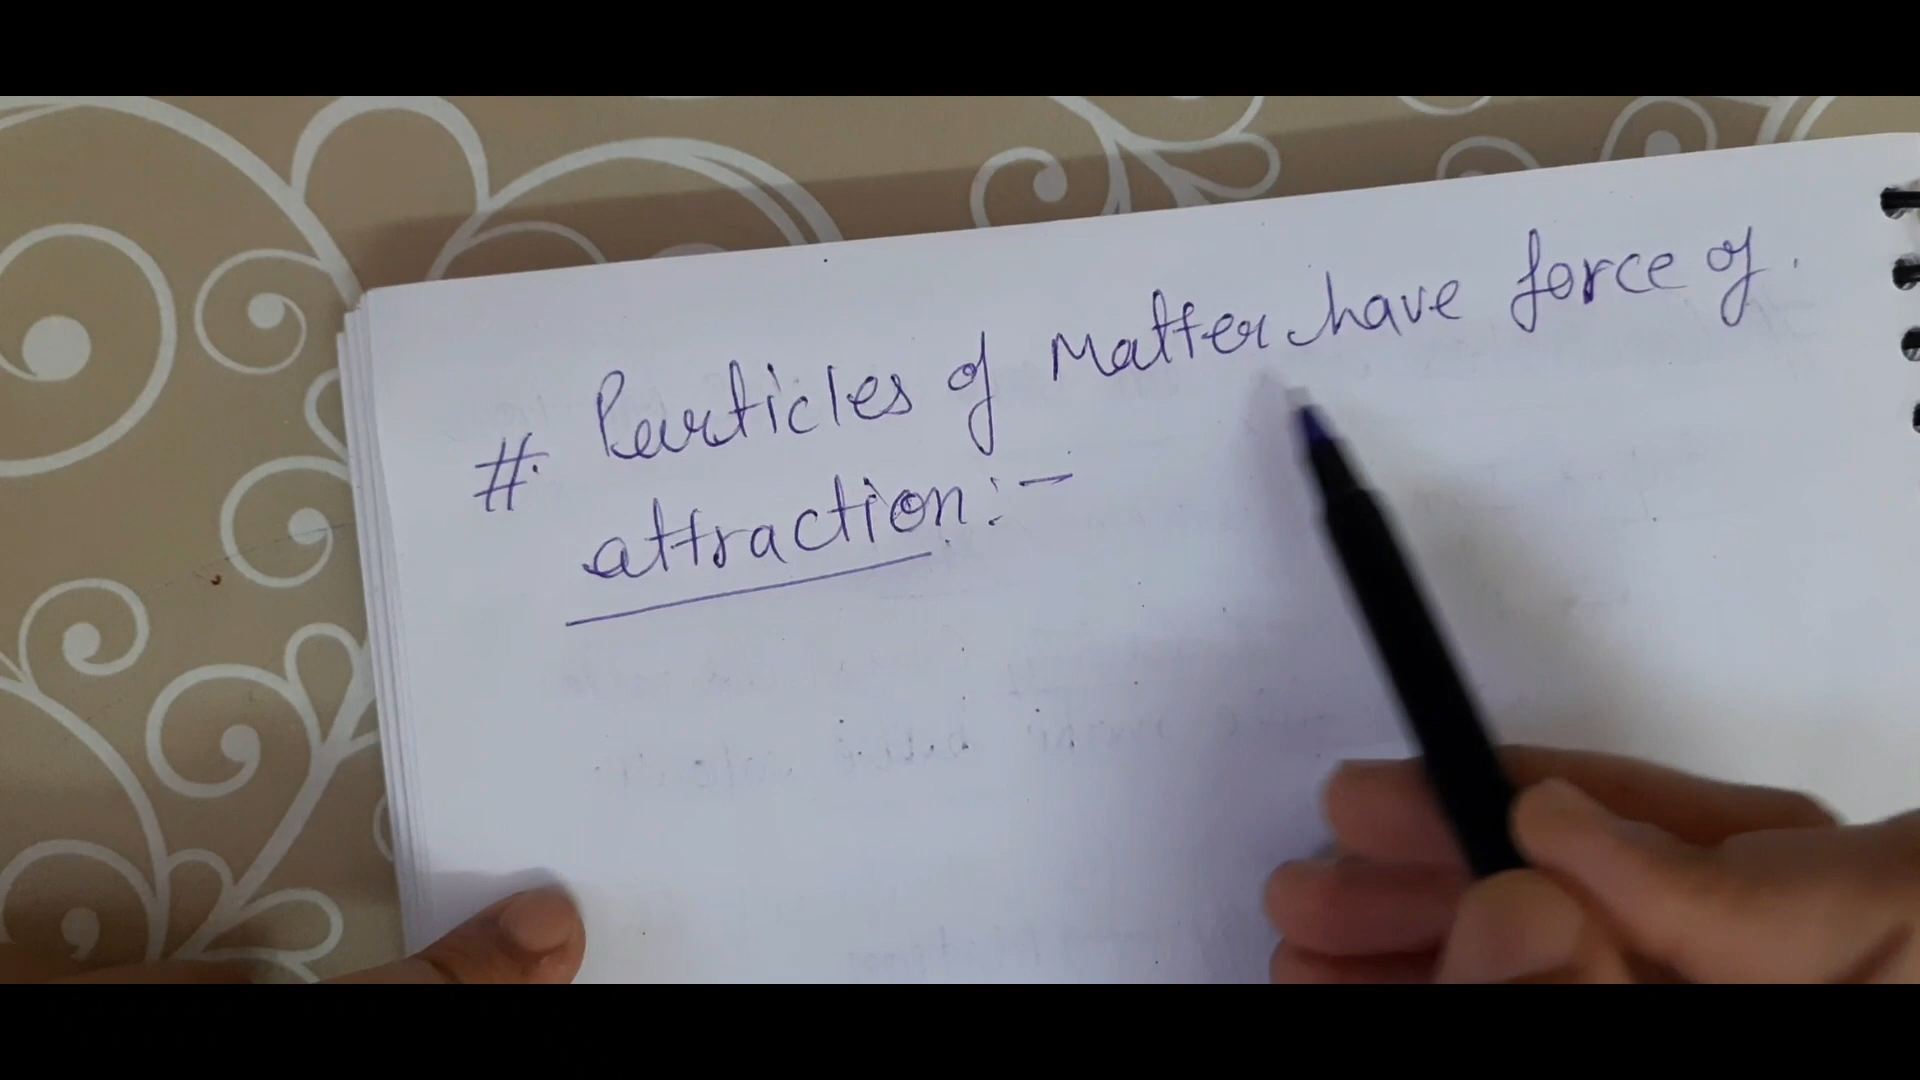 # Particles of Matter have force of
attraction :-